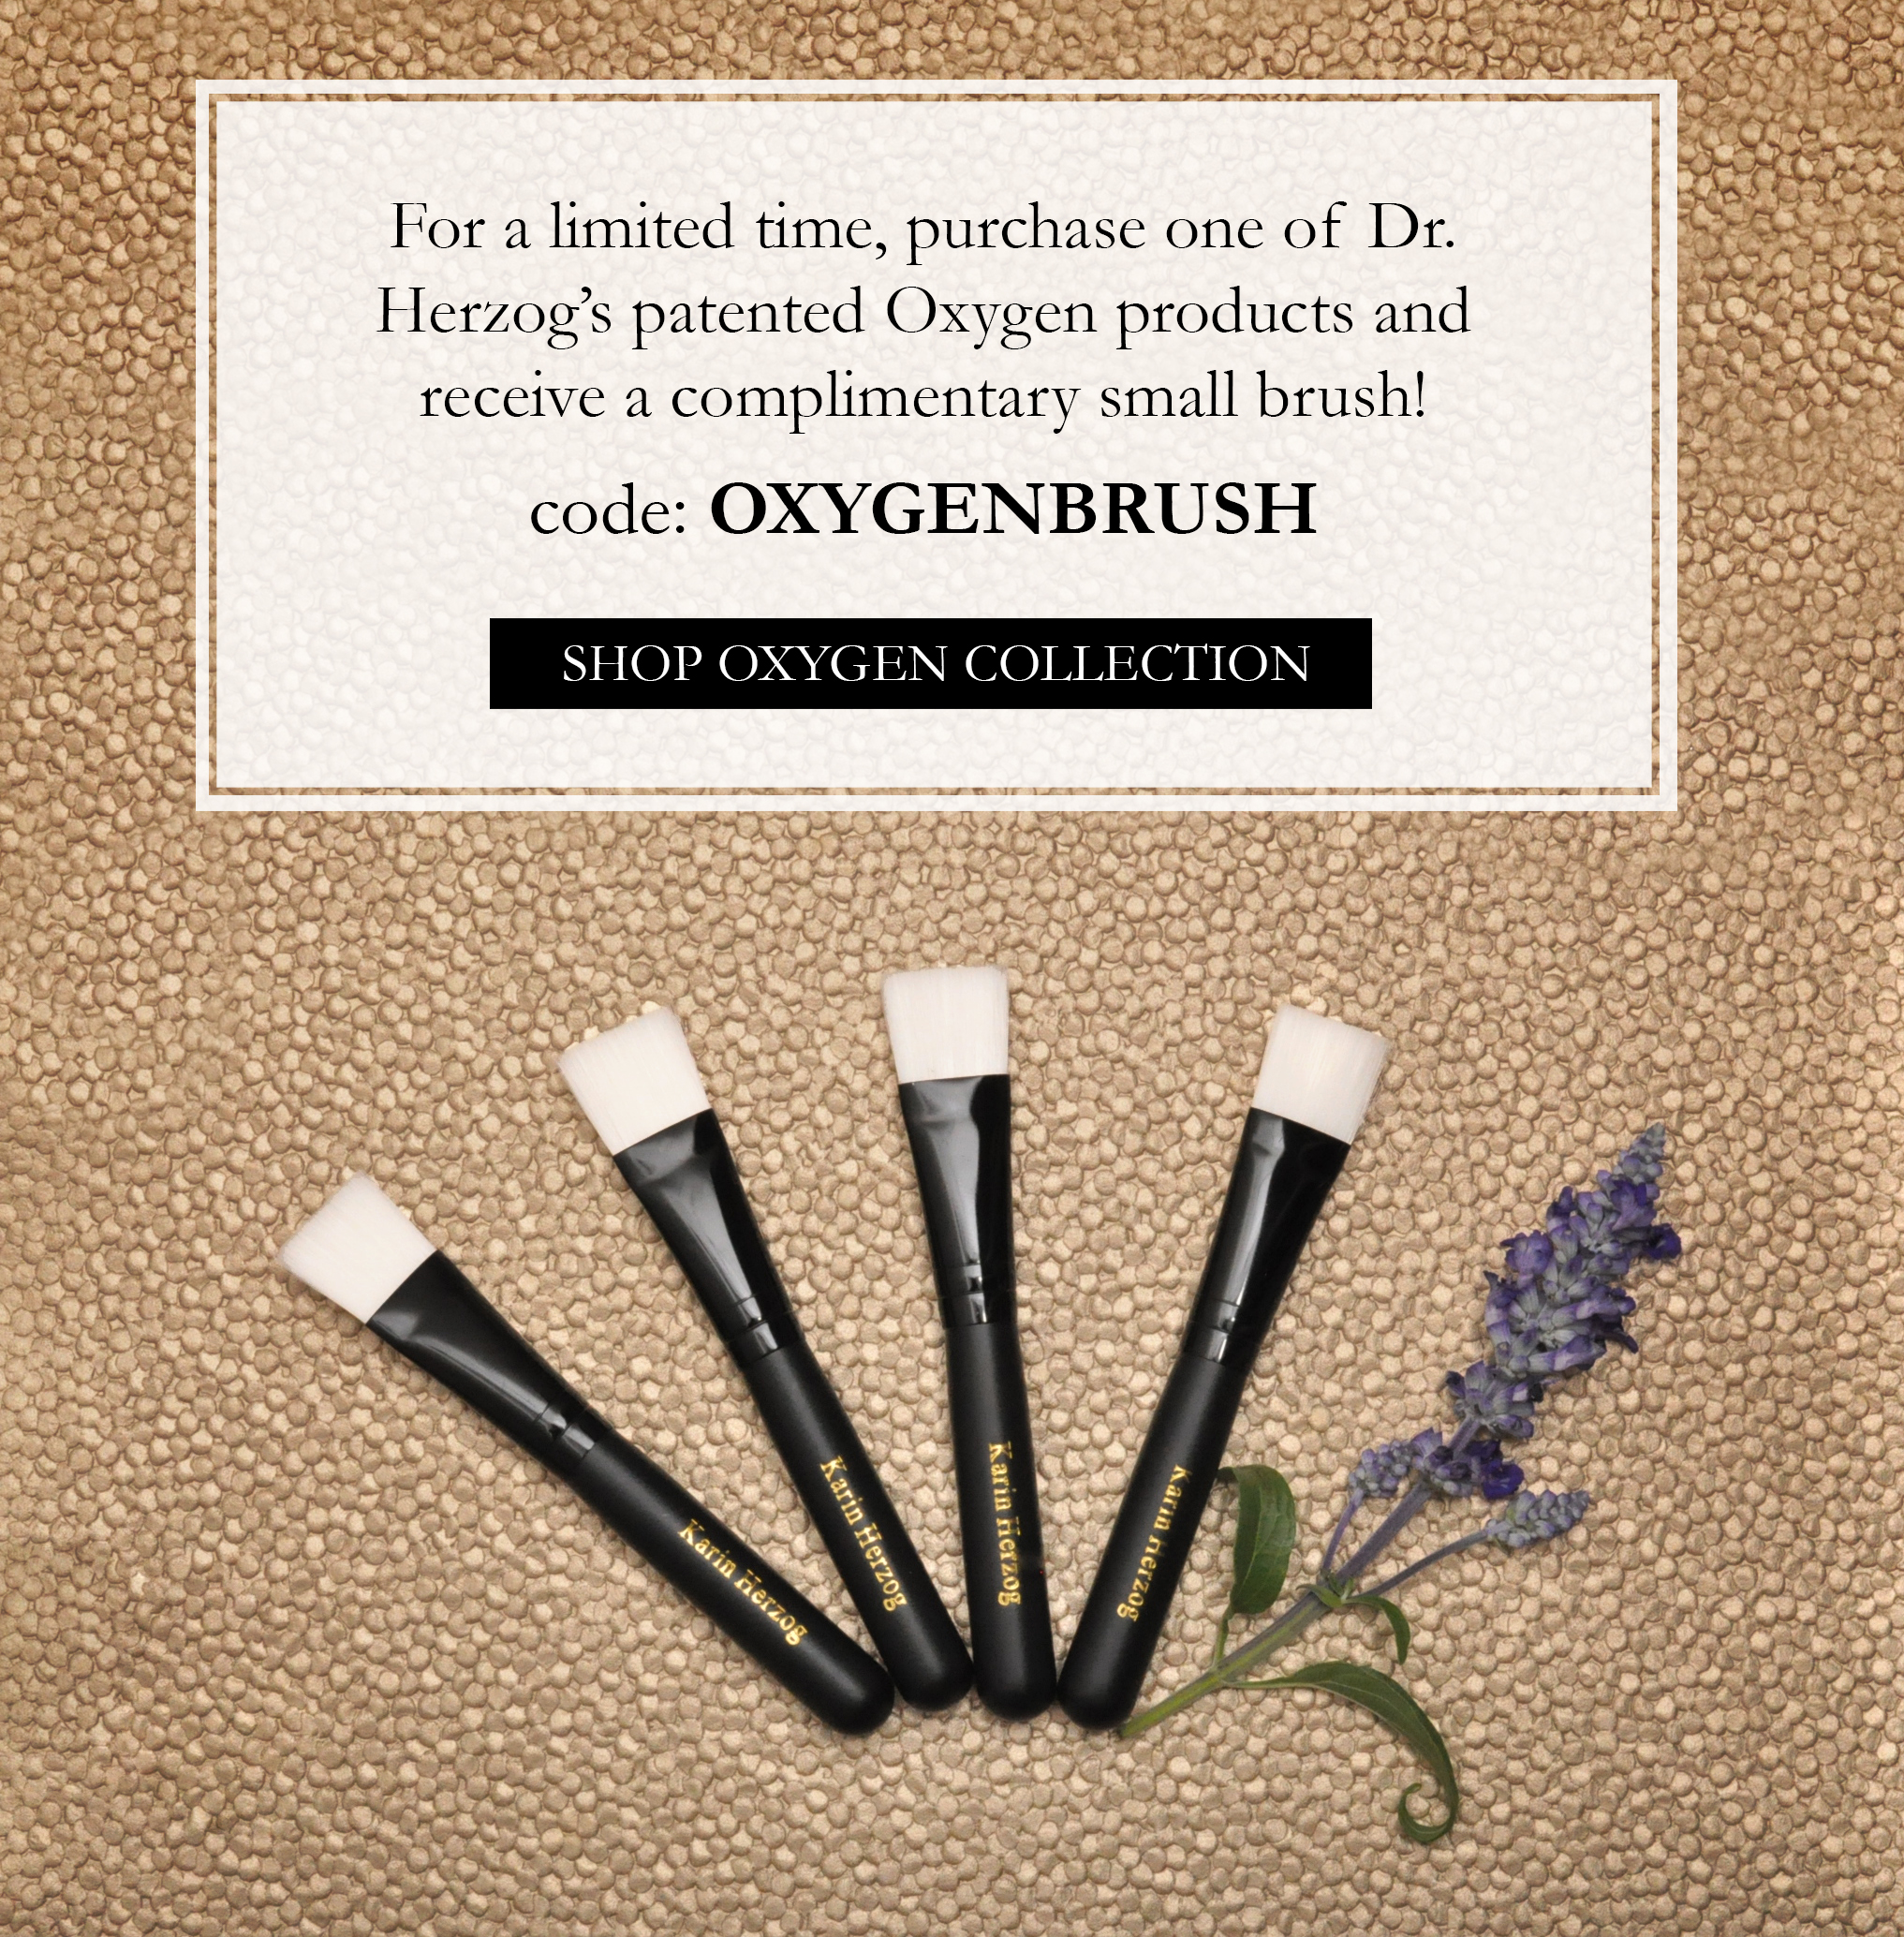 For a limited time, purchase one of Dr.
Herzog’s patented Oxygen products and
receive a complimentary small brush!
code: OXYGENBRUSH
SHOP OXYGEN COLLECTION
Karin Herzog
Karin Herzog
Karin Herzog
Karin Herzog